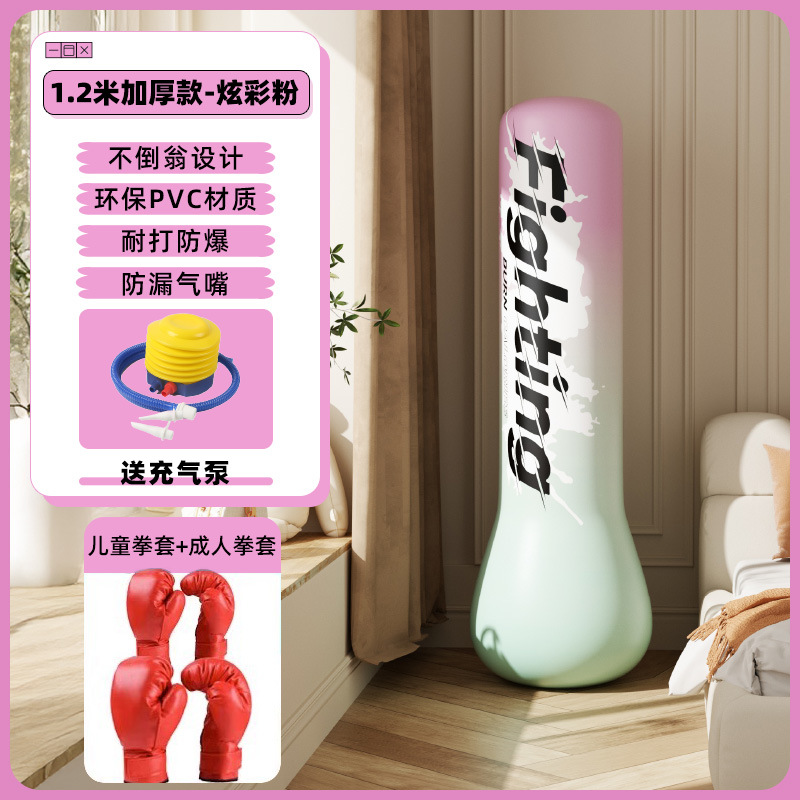 1.2米加厚款-炫彩粉
不倒翁设计
环保PVC材质
耐打防爆
防漏气嘴
送充气泵
儿童拳套+成人拳套
Fighting
BURN